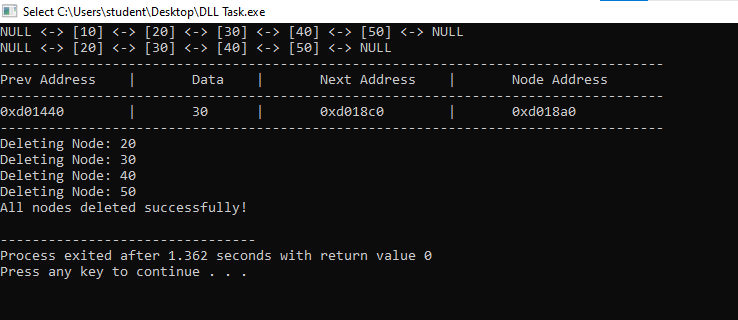 Select C:\Users\student\Desktop\DLL Task.exe
NULL <-> [10] <-> [20] <-> [30] <-> [40] <-> [50] <-> NULL
NULL <-> [20] <-> [30] <-> [40] <-> [50] <-> NULL
-----------------------------------------------------------------------------------
Prev Address    |       Data    |       Next Address    |       Node Address
-----------------------------------------------------------------------------------
0xd01440        |       30      |       0xd018c0        |       0xd018a0
-----------------------------------------------------------------------------------
Deleting Node: 20
Deleting Node: 30
Deleting Node: 40
Deleting Node: 50
All nodes deleted successfully!
--------------------------------
Process exited after 1.362 seconds with return value 0
Press any key to continue . . .